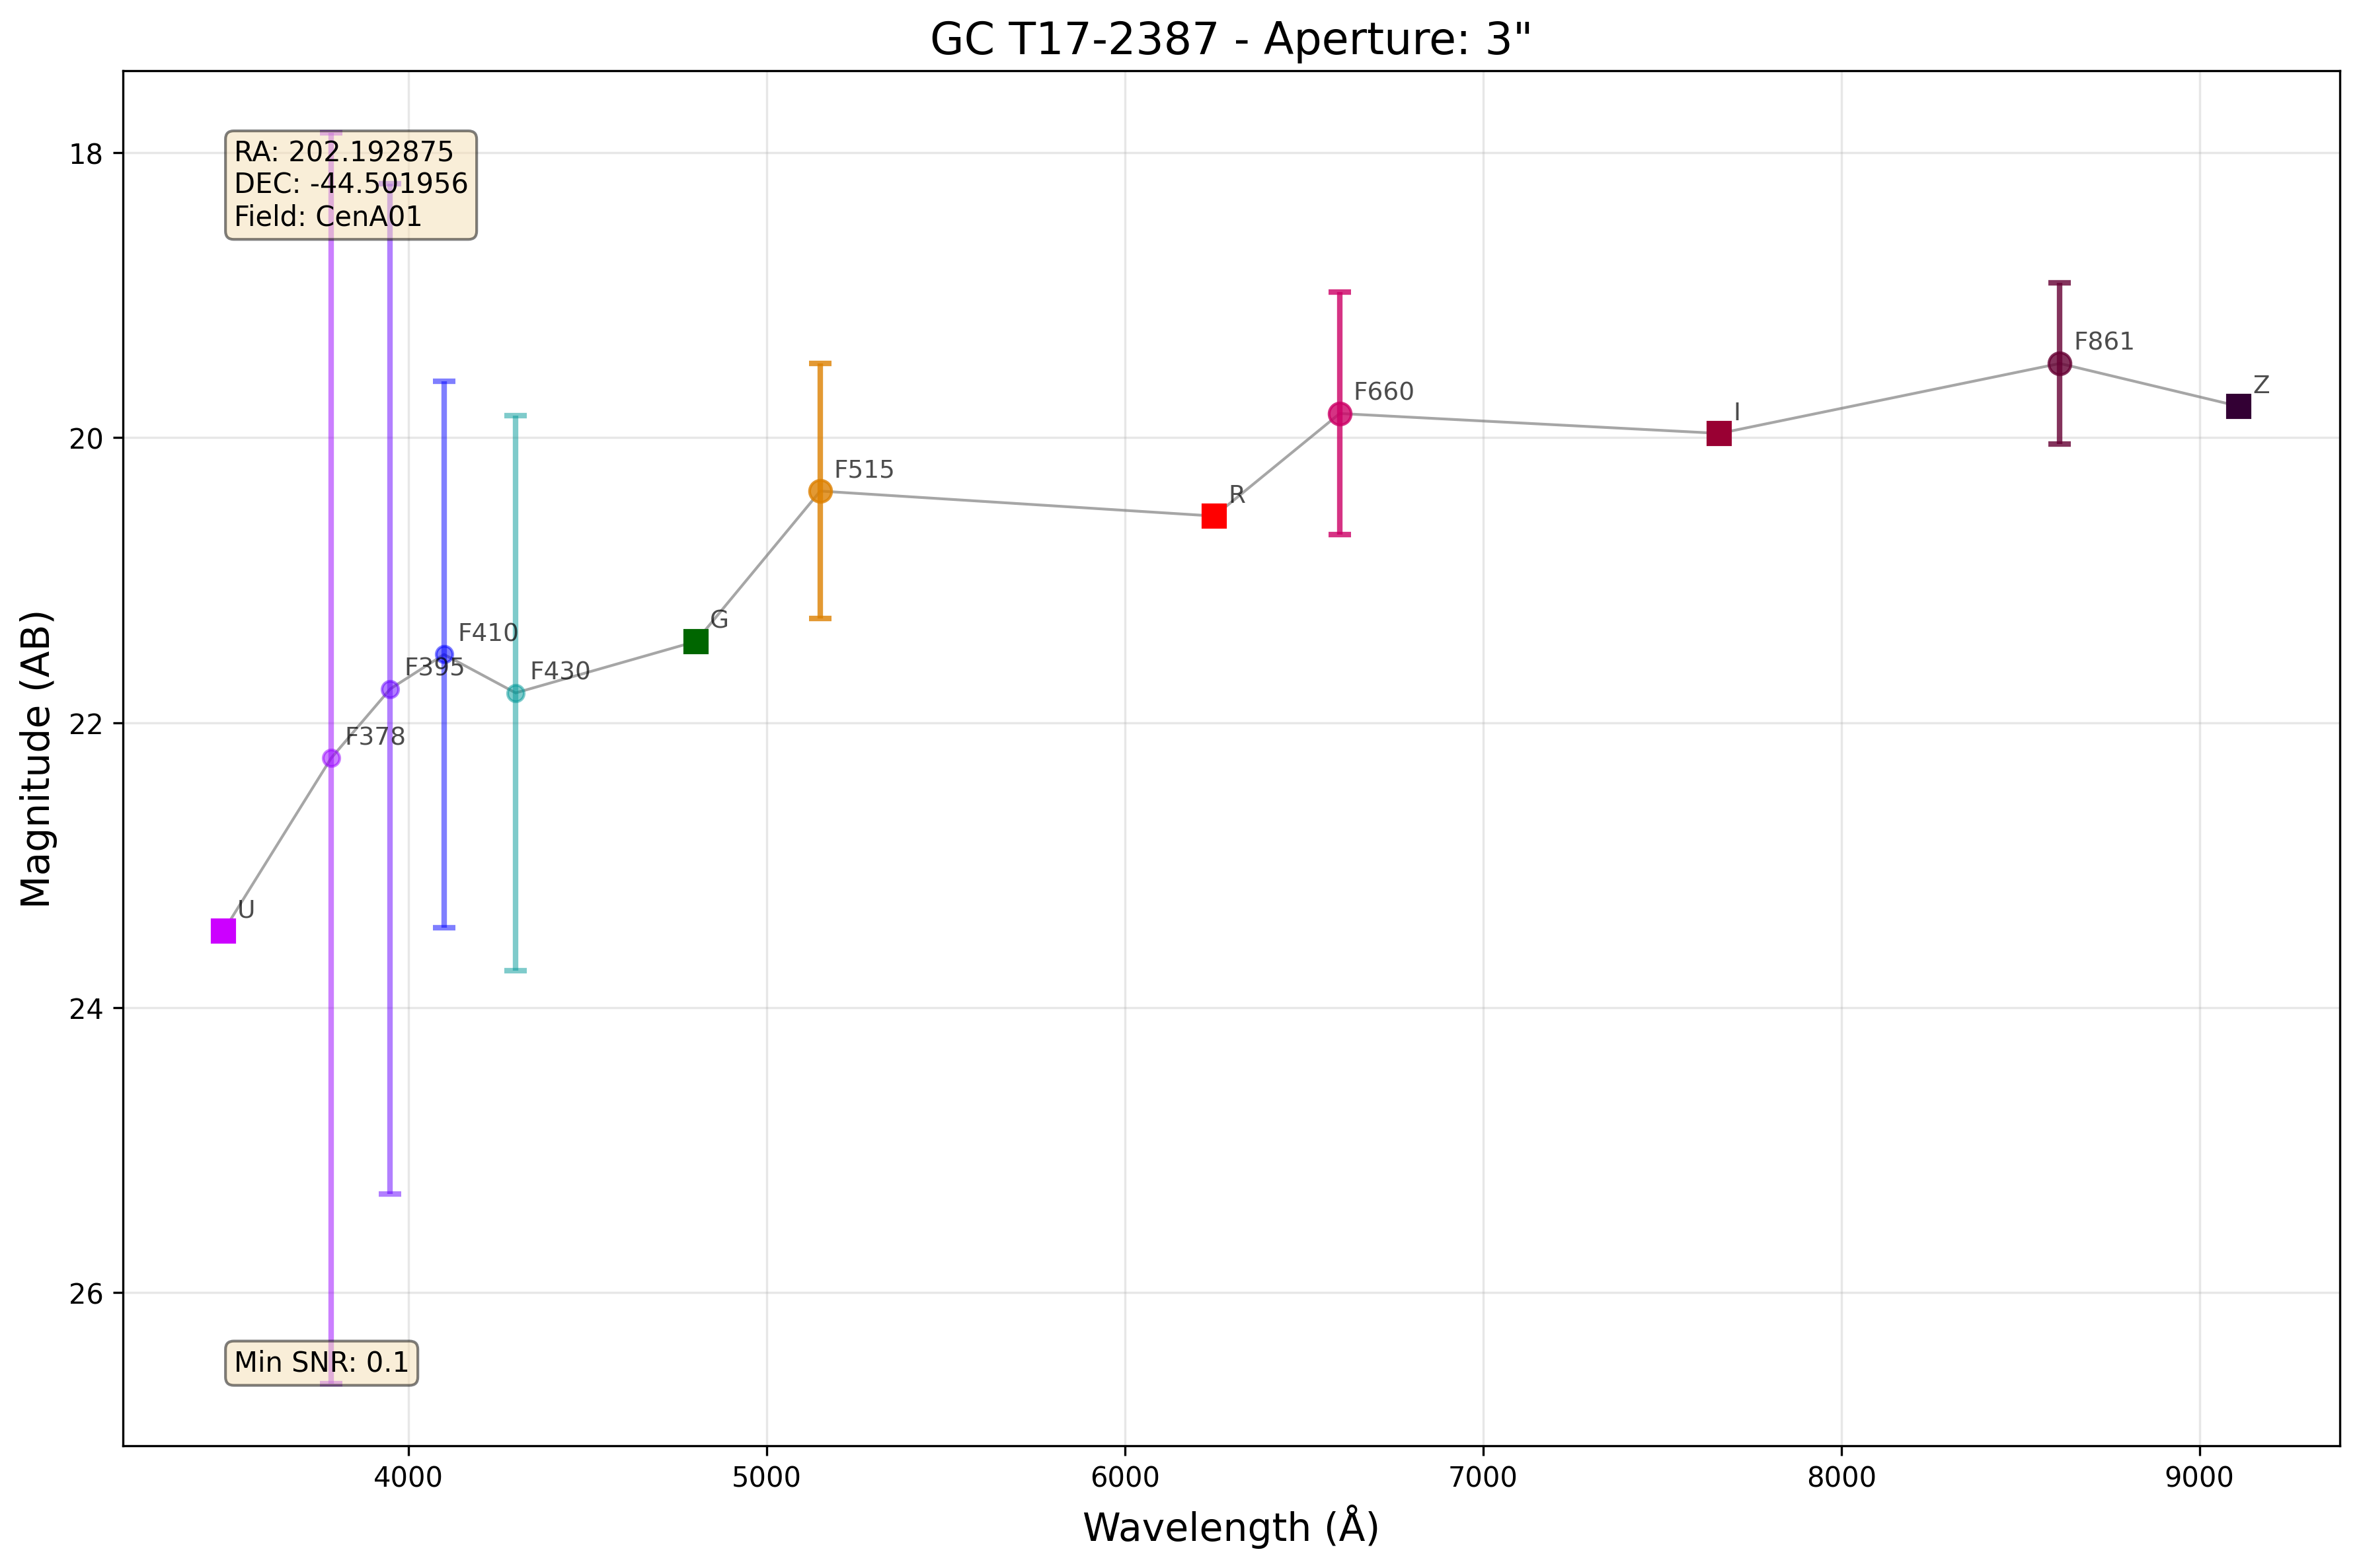 GC T17-2387 - Aperture: 3"
RA: 202.192875
DEC: -44.501956
Field: CenA01
18
20
22
24
26
Magnitude (AB)
U
F378
F395
F410
F430
G
F515
R
F660
I
F861
Z
Min SNR: 0.1
4000
5000
6000
7000
8000
9000
Wavelength (Å)